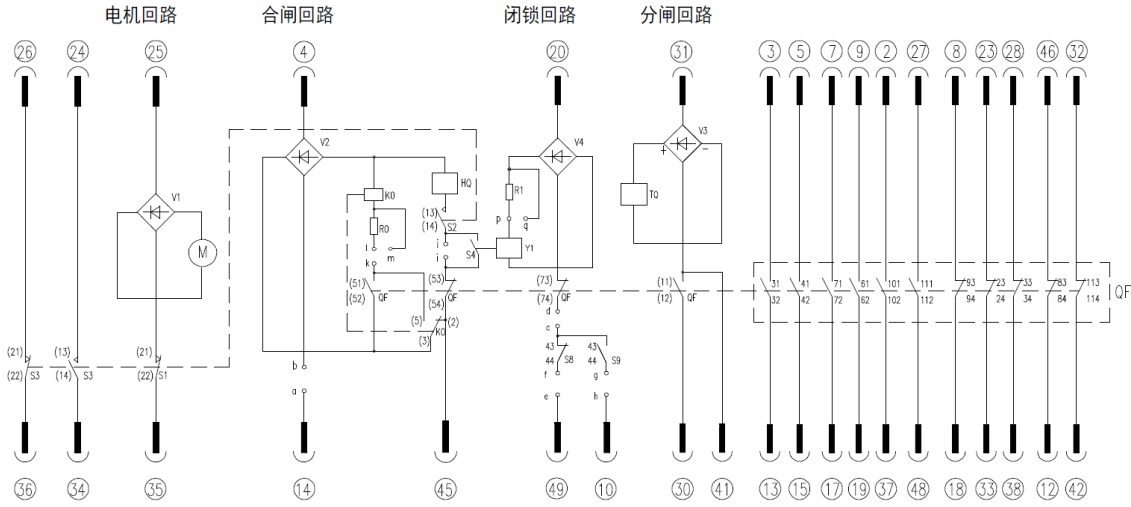 电机回路 合闸回路 闭锁回路 分闸回路
26 24 25 4 20 31 3 5 7 9 2 27 8 23 28 46 32
V1
M
V2
K0
R0
l
m
k
HQ
(13)
(14) S2
j
i
S4
V4
R1
p
q
Y1
V3
+ −
TQ
(51)
(52) QF
(53)
(54) QF
(5) (2)
(3) K0
(73)
(74) QF
d
c
43
44 S8
43
44 S9
f
g
e
h
(11)
(12) QF
31 41 71 61 101 111 93 23 33 83 113
32 42 72 62 102 112 94 24 34 84 114
QF
(21)
(22) S3
(13)
(14) S3
(21)
(22) S1
b
a
36 34 35 14 45 49 10 30 41 13 15 17 19 37 48 18 33 38 12 42